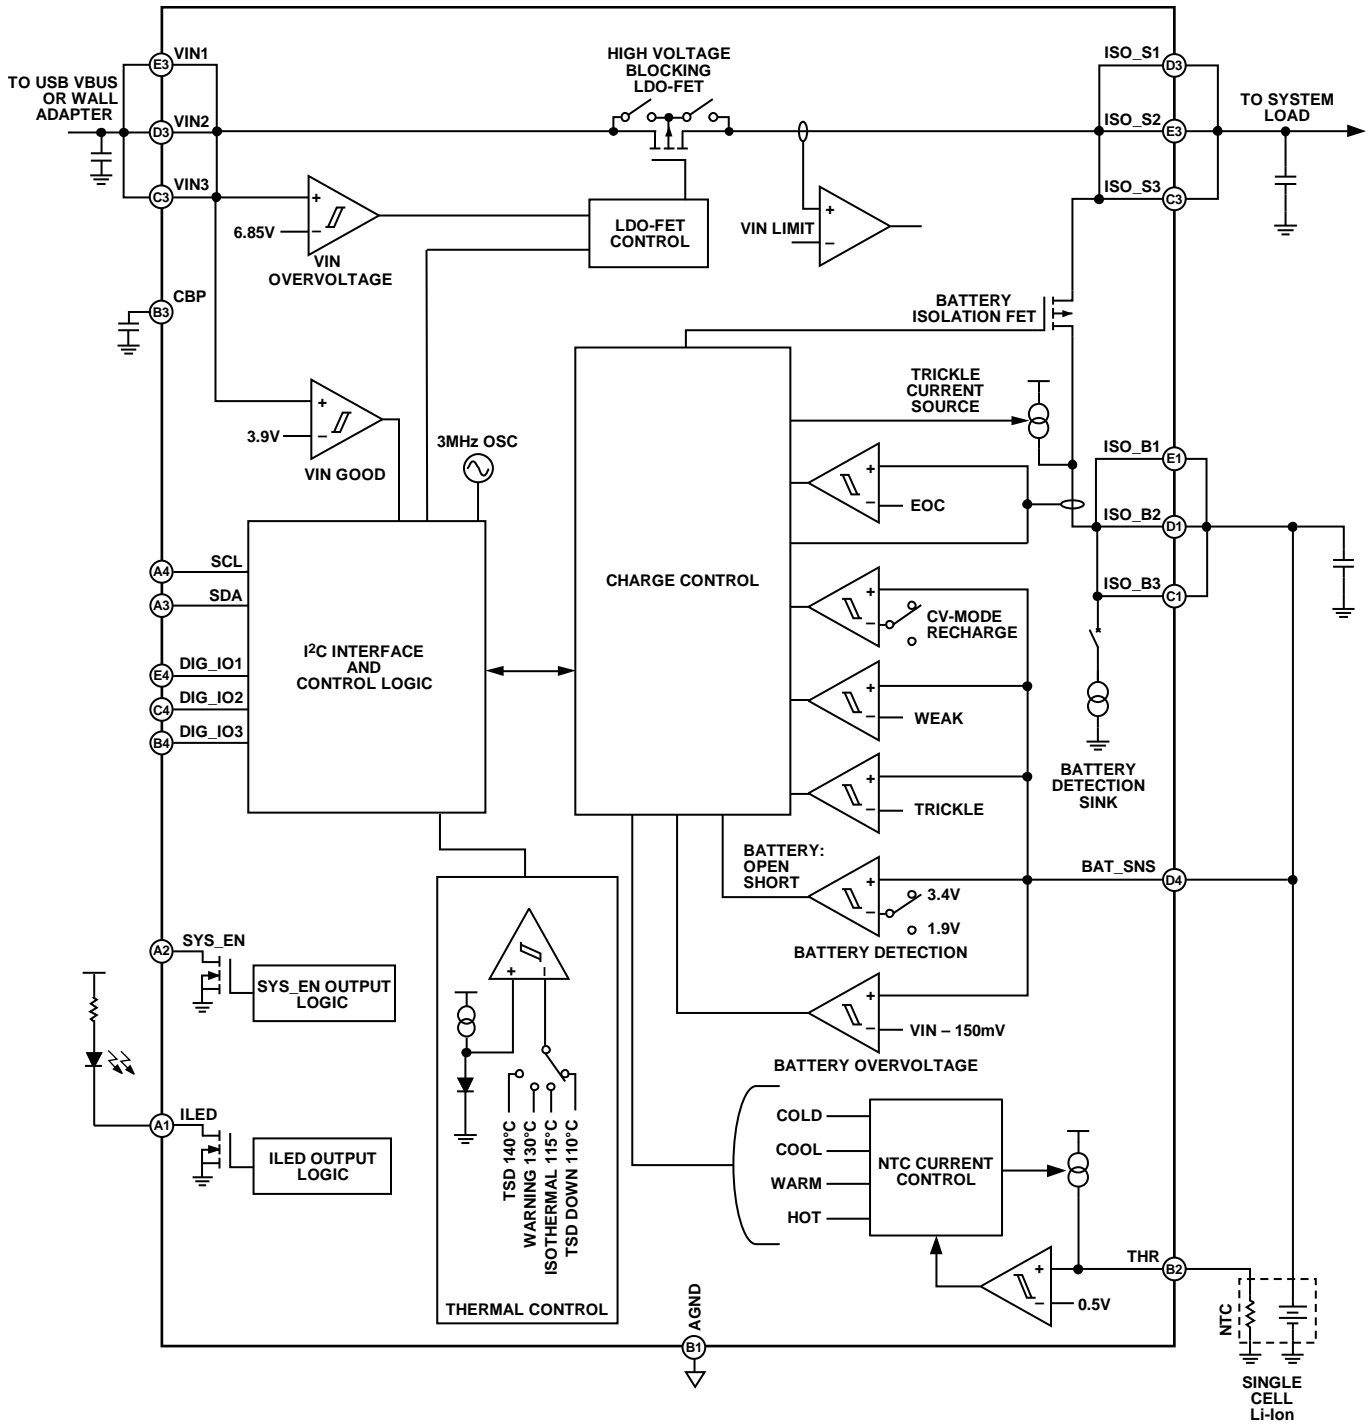 TO USB VBUS
OR WALL
ADAPTER
E3
VIN1
D3
VIN2
C3
VIN3
HIGH VOLTAGE
BLOCKING
LDO-FET
ISO_S1
D3
ISO_S2
E3
ISO_S3
C3
TO SYSTEM
LOAD
+
6.85V
–
VIN
OVERVOLTAGE
LDO-FET
CONTROL
VIN LIMIT
+
–
CBP
B3
BATTERY
ISOLATION FET
+
3.9V
–
VIN GOOD
3MHz OSC
TRICKLE
CURRENT
SOURCE
ISO_B1
E1
ISO_B2
D1
ISO_B3
C1
+
–
EOC
CHARGE CONTROL
A4
SCL
A3
SDA
E4
DIG_IO1
C4
DIG_IO2
B4
DIG_IO3
I2C INTERFACE
AND
CONTROL LOGIC
+
–
CV-MODE
RECHARGE
+
–
WEAK
+
–
TRICKLE
BATTERY
DETECTION
SINK
BATTERY:
OPEN
SHORT
+
–
3.4V
1.9V
BATTERY DETECTION
BAT_SNS
D4
+
–
VIN – 150mV
BATTERY OVERVOLTAGE
A2
SYS_EN
SYS_EN OUTPUT
LOGIC
A1
ILED
ILED OUTPUT
LOGIC
+
–
TSD 140°C
WARNING 130°C
ISOTHERMAL 115°C
TSD DOWN 110°C
THERMAL CONTROL
COLD
COOL
WARM
HOT
NTC CURRENT
CONTROL
+
–
0.5V
THR
B2
AGND
B1
NTC
SINGLE
CELL
Li-Ion